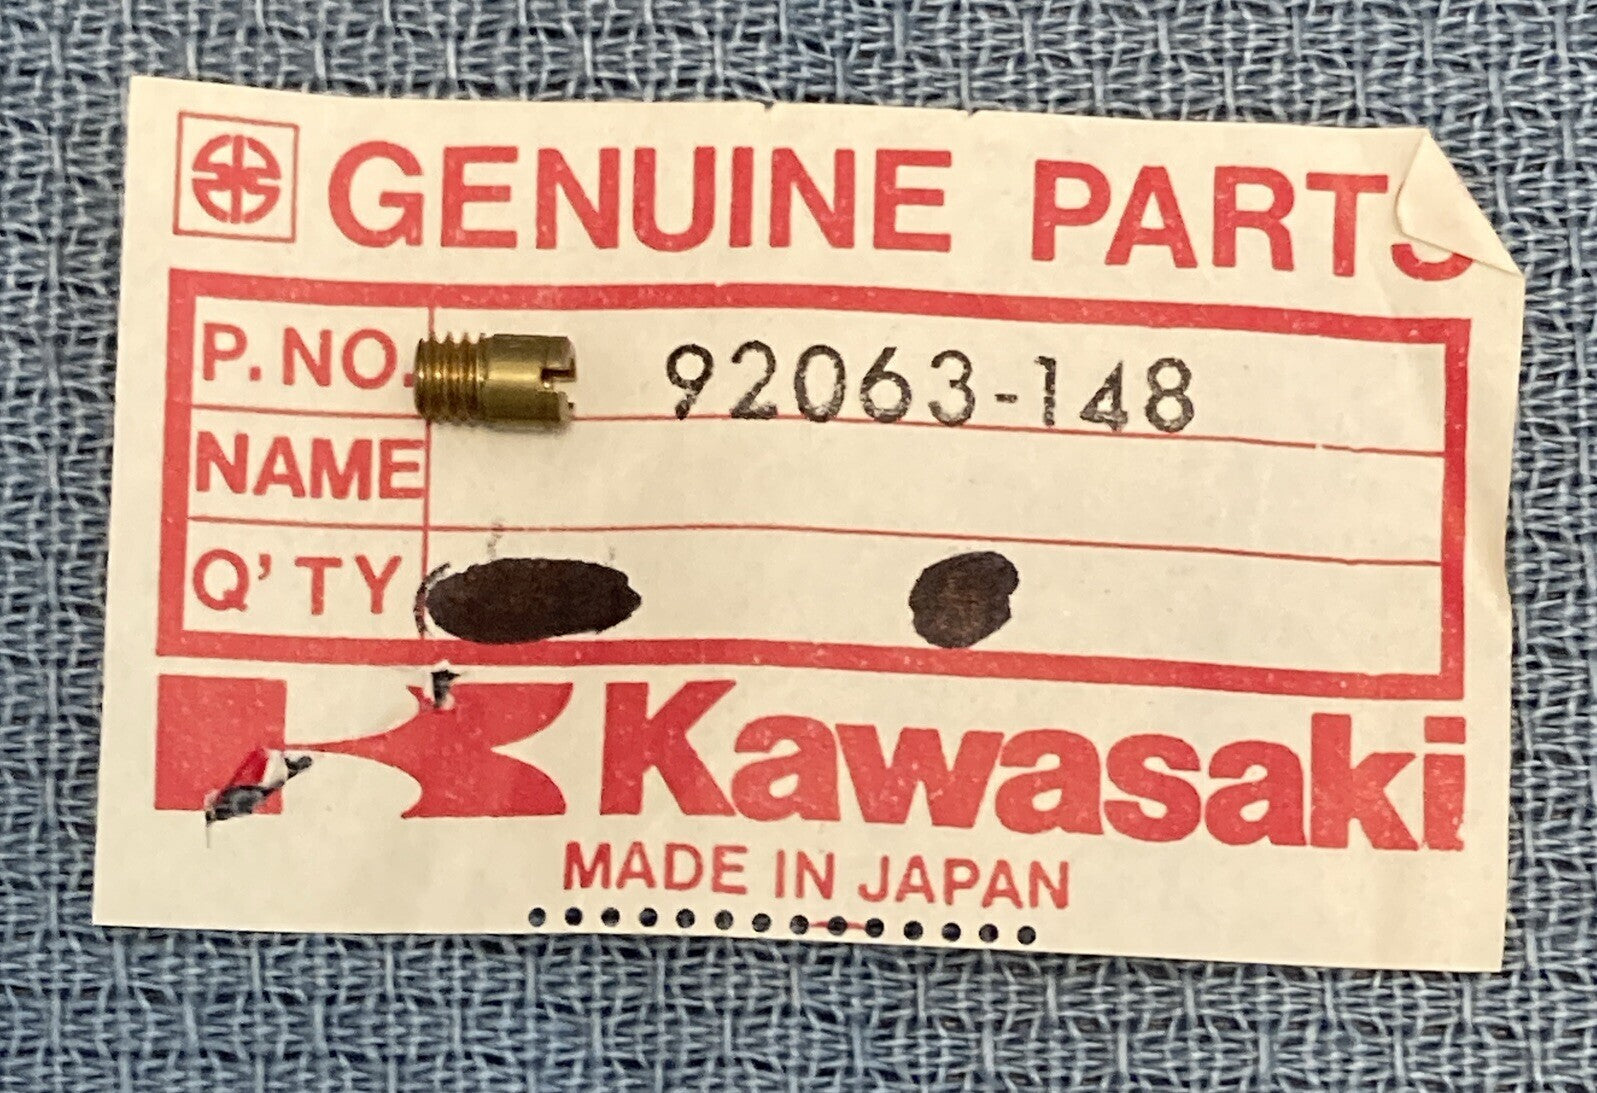 GENUINE PARTS
P. NO. 92063-148
NAME
Q'TY
Kawasaki
MADE IN JAPAN